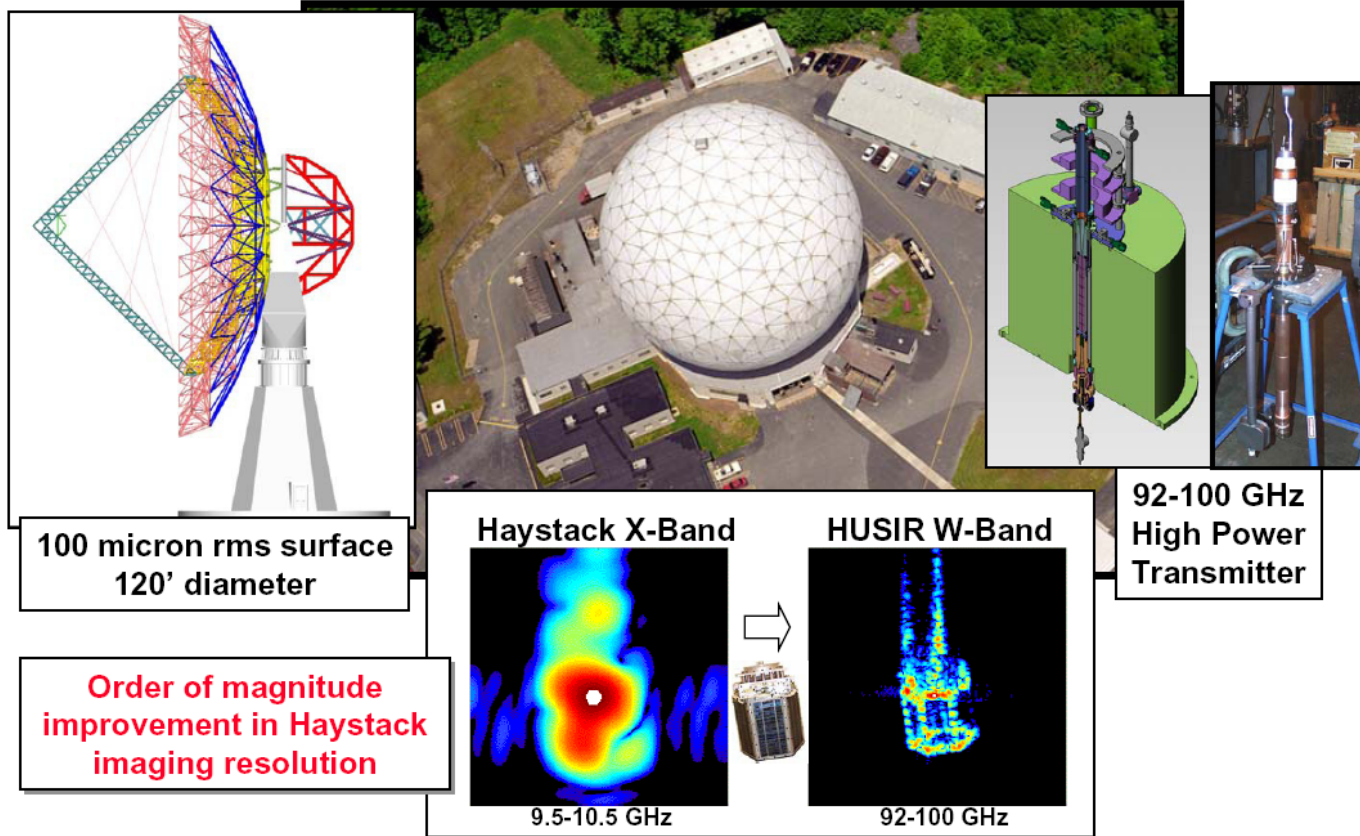 100 micron rms surface
120’ diameter
92-100 GHz
High Power
Transmitter
Haystack X-Band
HUSIR W-Band
9.5-10.5 GHz
92-100 GHz
Order of magnitude
improvement in Haystack
imaging resolution